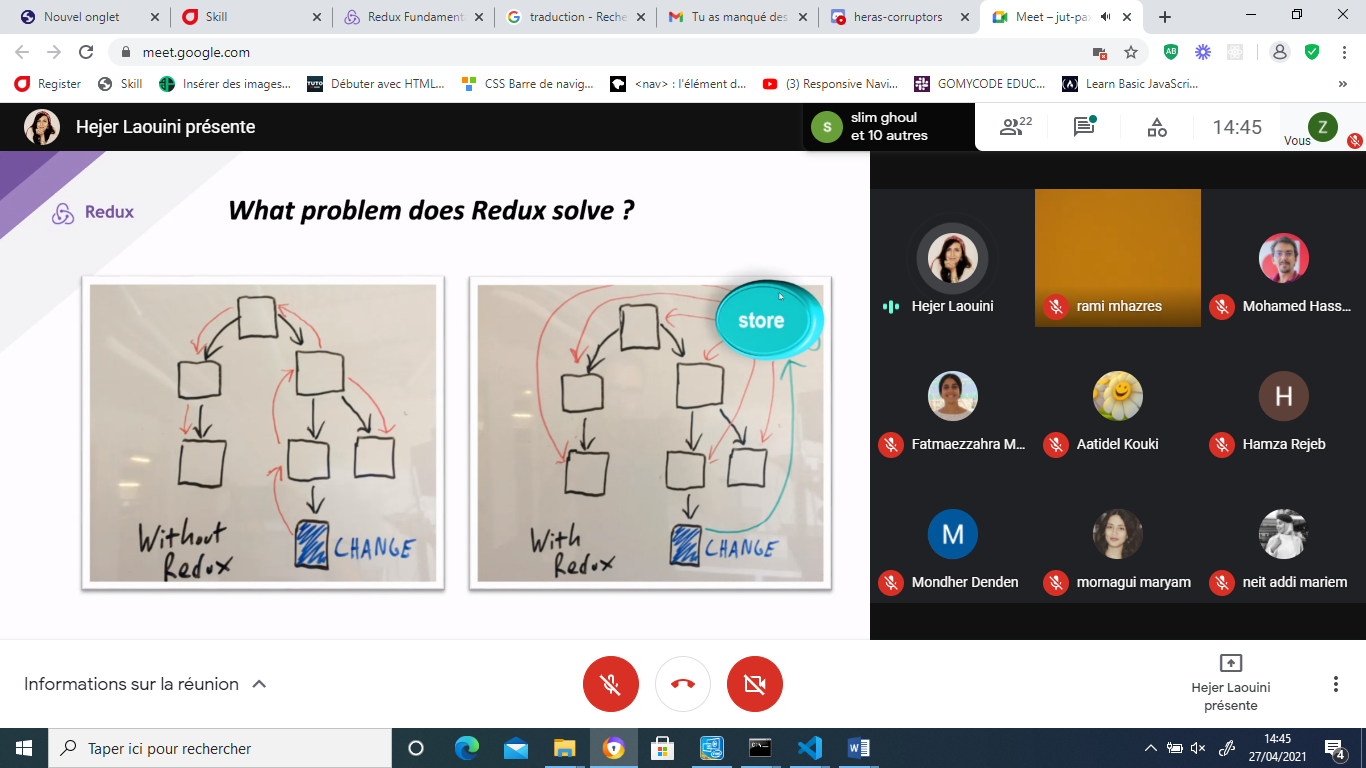 Nouvel onglet
Skill
Redux Fundament
traduction - Reche
Tu as manqué des
heras-corruptors
Meet – jut-pax
meet.google.com
Register
Skill
Insérer des images...
Débuter avec HTML...
CSS Barre de navig...
<nav> : l'élément d...
(3) Responsive Navi...
GOMYCODE EDUC...
Learn Basic JavaScri...
»
Hejer Laouini présente
S
slim ghoul
et 10 autres
22
14:45
Vous
Z
Redux
What problem does Redux solve ?
Without
Redux
CHANGE
store
With
Redux
CHANGE
Hejer Laouini
rami mhazres
Mohamed Hass...
Fatmaezzahra M...
Aatidel Kouki
H
Hamza Rejeb
M
Mondher Denden
mornagui maryam
neit addi mariem
Informations sur la réunion
Hejer Laouini
présente
Taper ici pour rechercher
14:45
27/04/2021
4